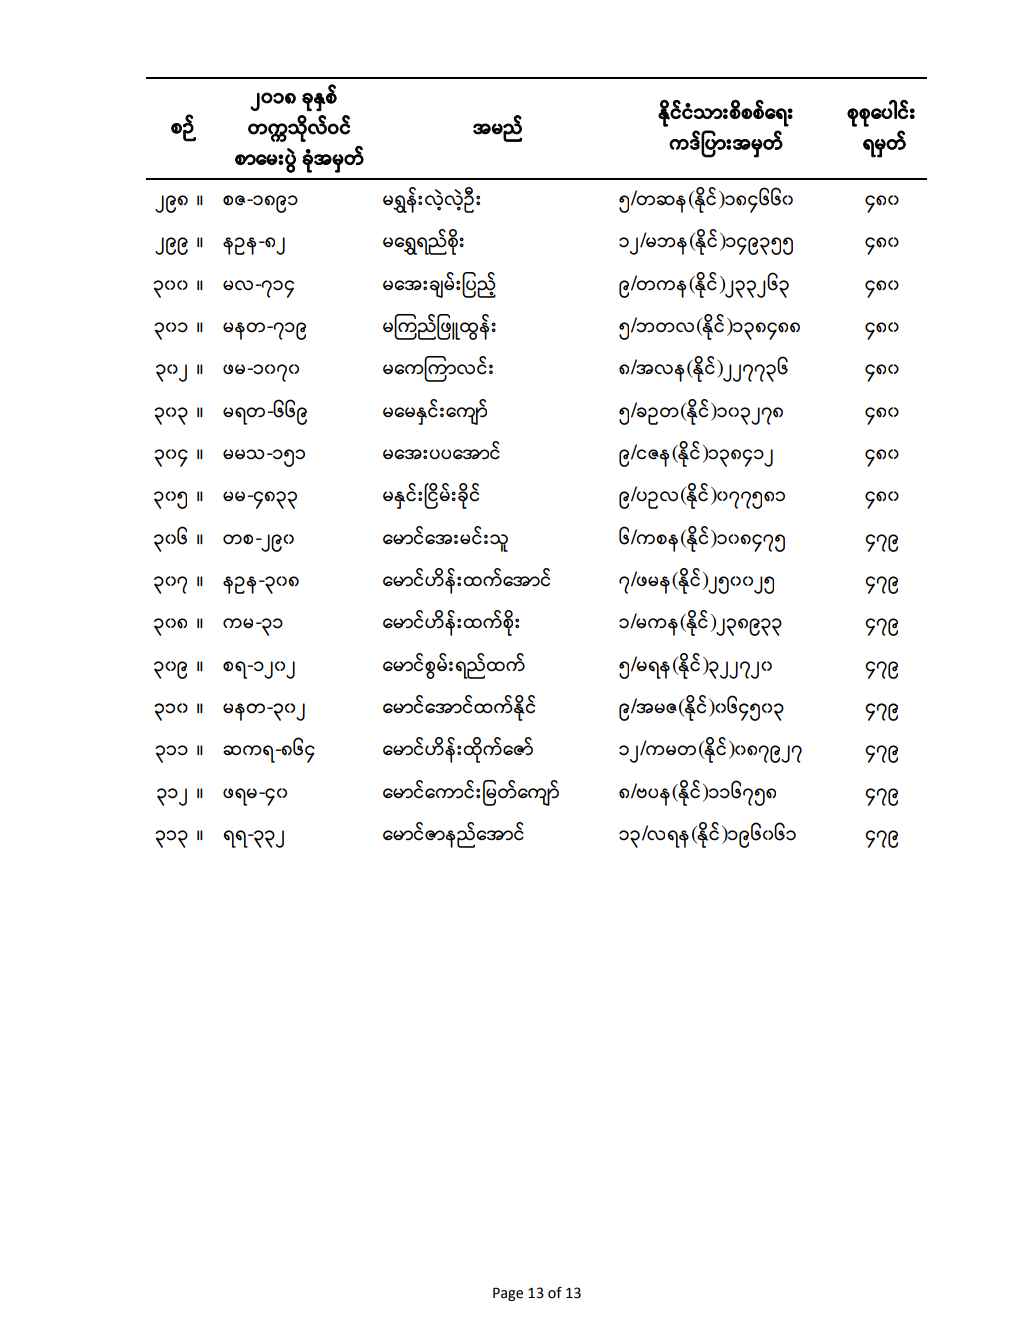 စဉ် ၂၀၁၈ ခုနှစ် တက္ကသိုလ်ဝင် စာမေးပွဲ ခုံအမှတ် အမည် နိုင်ငံသားစိစစ်ရေး ကဒ်ပြားအမှတ် စုစုပေါင်း ရမှတ်
၂၉၈ ။ စဇ-၁၈၉၁ မရွှန်းလဲ့လဲ့ဦး ၅/တဆန(နိုင်)၁၈၄၆၆၀ ၄၈၀
၂၉၉ ။ နဥန-၈၂ မရွှေရည်စိုး ၁၂/မဘန(နိုင်)၁၄၉၃၅၅ ၄၈၀
၃၀၀ ။ မလ-၇၁၄ မအေးချမ်းပြည့် ၉/တကန(နိုင်)၂၃၃၂၆၃ ၄၈၀
၃၀၁ ။ မနတ-၇၁၉ မကြည်ဖြူထွန်း ၅/ဘတလ(နိုင်)၁၃၈၄၈၈ ၄၈၀
၃၀၂ ။ ဖမ-၁၀၇၀ မကေကြာလင်း ၈/အလန(နိုင်)၂၂၇၇၃၆ ၄၈၀
၃၀၃ ။ မရတ-၆၆၉ မမေနှင်းကျော် ၅/ခဥတ(နိုင်)၁၀၃၂၇၈ ၄၈၀
၃၀၄ ။ မမသ-၁၅၁ မအေးပပအောင် ၉/ငဇန(နိုင်)၁၃၈၄၁၂ ၄၈၀
၃၀၅ ။ မမ-၄၈၃၃ မနှင်းငြိမ်းခိုင် ၉/ပဥလ(နိုင်)၀၇၇၅၈၁ ၄၈၀
၃၀၆ ။ တစ-၂၉၀ မောင်အေးမင်းသူ ၆/ကစန(နိုင်)၁၀၈၄၇၅ ၄၇၉
၃၀၇ ။ နဥန-၃၀၈ မောင်ဟိန်းထက်အောင် ၇/ဖမန(နိုင်)၂၅၀၀၂၅ ၄၇၉
၃၀၈ ။ ကမ-၃၁ မောင်ဟိန်းထက်စိုး ၁/မကန(နိုင်)၂၃၈၉၃၃ ၄၇၉
၃၀၉ ။ စရ-၁၂၀၂ မောင်စွမ်းရည်ထက် ၅/မရန(နိုင်)၃၂၂၇၂၀ ၄၇၉
၃၁၀ ။ မနတ-၃၀၂ မောင်အောင်ထက်နိုင် ၉/အမဇ(နိုင်)၀၆၄၅၀၃ ၄၇၉
၃၁၁ ။ ဆကရ-၈၆၄ မောင်ဟိန်းထိုက်ဇော် ၁၂/ကမတ(နိုင်)၀၈၇၉၂၇ ၄၇၉
၃၁၂ ။ ဖရမ-၄၀ မောင်ကောင်းမြတ်ကျော် ၈/ဗပန(နိုင်)၁၁၆၇၅၈ ၄၇၉
၃၁၃ ။ ရရ-၃၃၂ မောင်ဇာနည်အောင် ၁၃/လရန(နိုင်)၁၉၆၀၆၁ ၄၇၉
Page 13 of 13